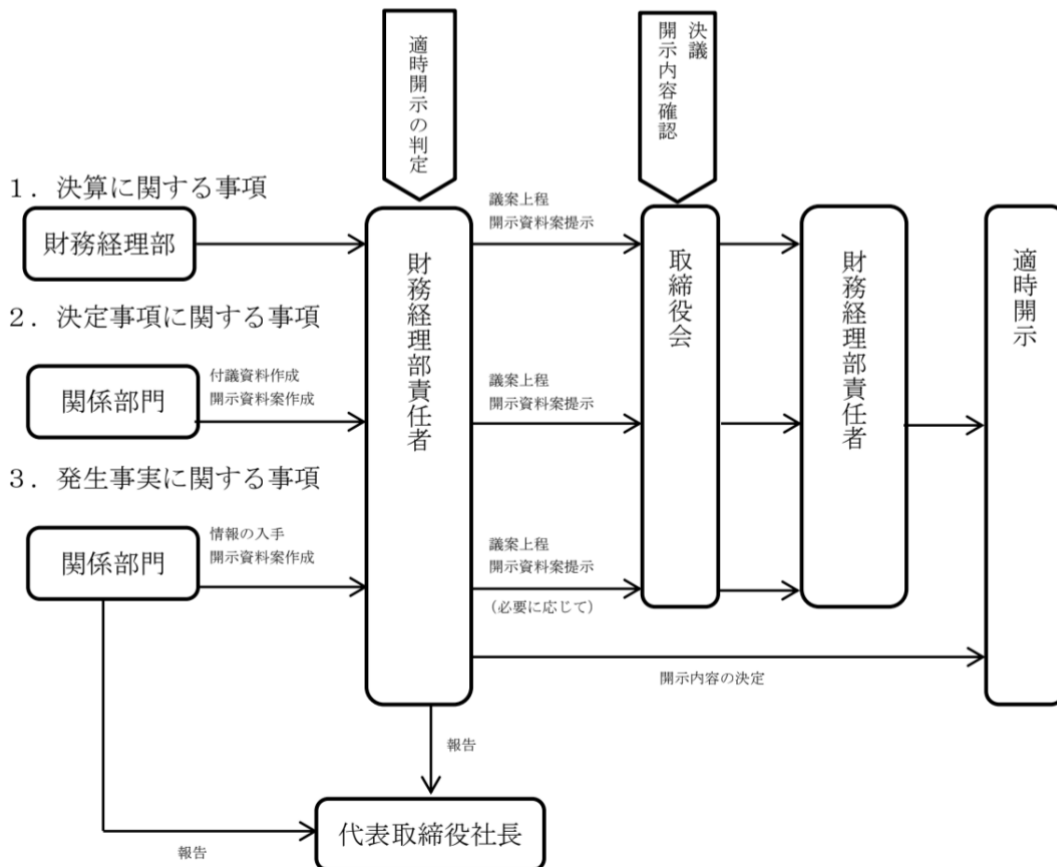 適時開示の判定
決議
開示内容確認
1．決算に関する事項
財務経理部
議案上程
開示資料案提示
財務経理部責任者
取締役会
財務経理部責任者
適時開示
2．決定事項に関する事項
関係部門
付議資料作成
開示資料案作成
議案上程
開示資料案提示
3．発生事実に関する事項
関係部門
情報の入手
開示資料案作成
議案上程
開示資料案提示
（必要に応じて）
開示内容の決定
報告
代表取締役社長
報告